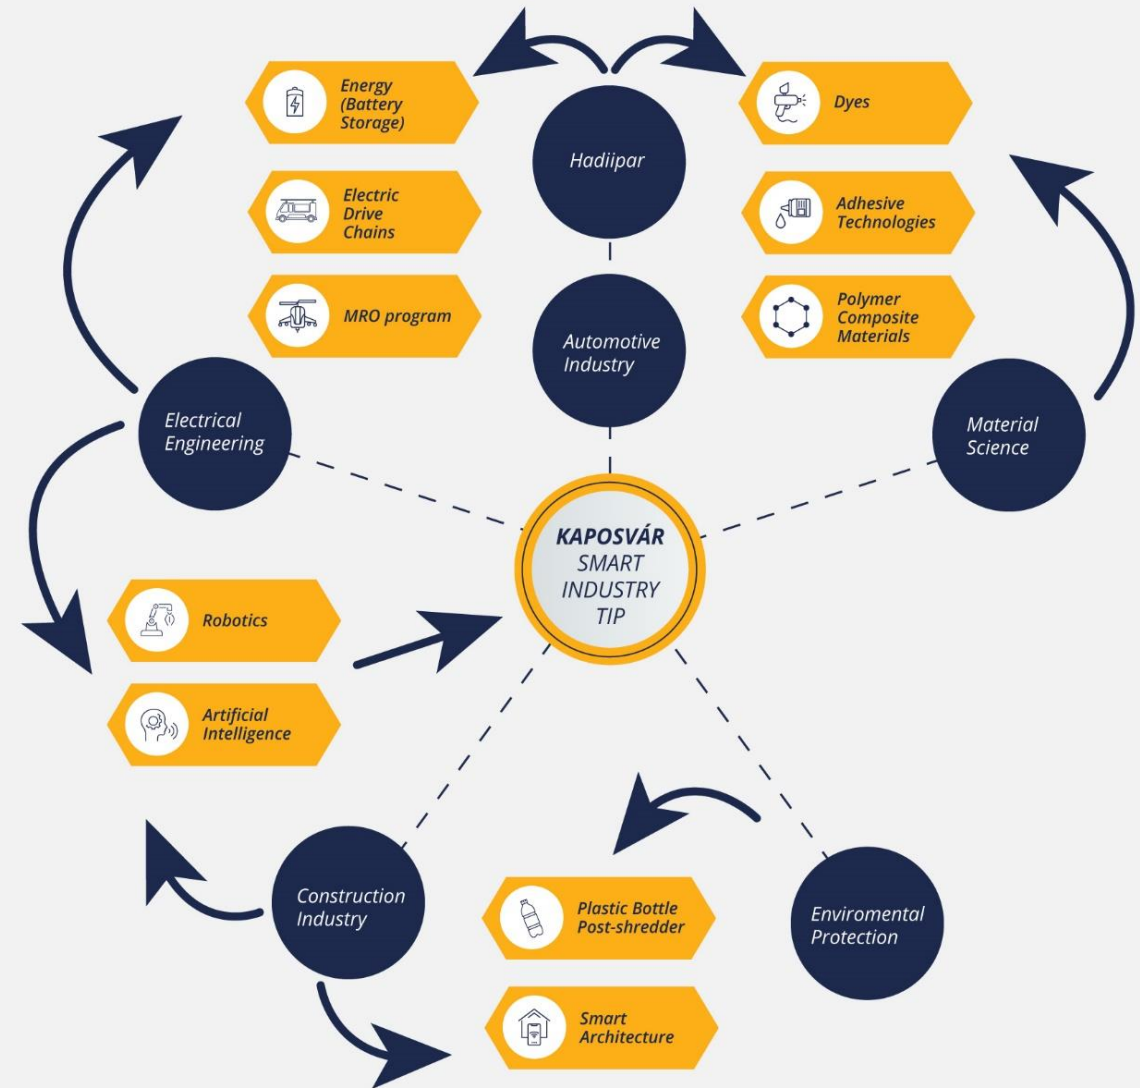 Energy
(Battery
Storage)
Dyes
Hadiipar
Electric
Drive
Chains
Adhesive
Technologies
MRO program
Automotive
Industry
Polymer
Composite
Materials
Electrical
Engineering
Material
Science
KAPOSVÁR
SMART
INDUSTRY
TIP
Robotics
Artificial
Intelligence
Construction
Industry
Plastic Bottle
Post-shredder
Enviromental
Protection
Smart
Architecture